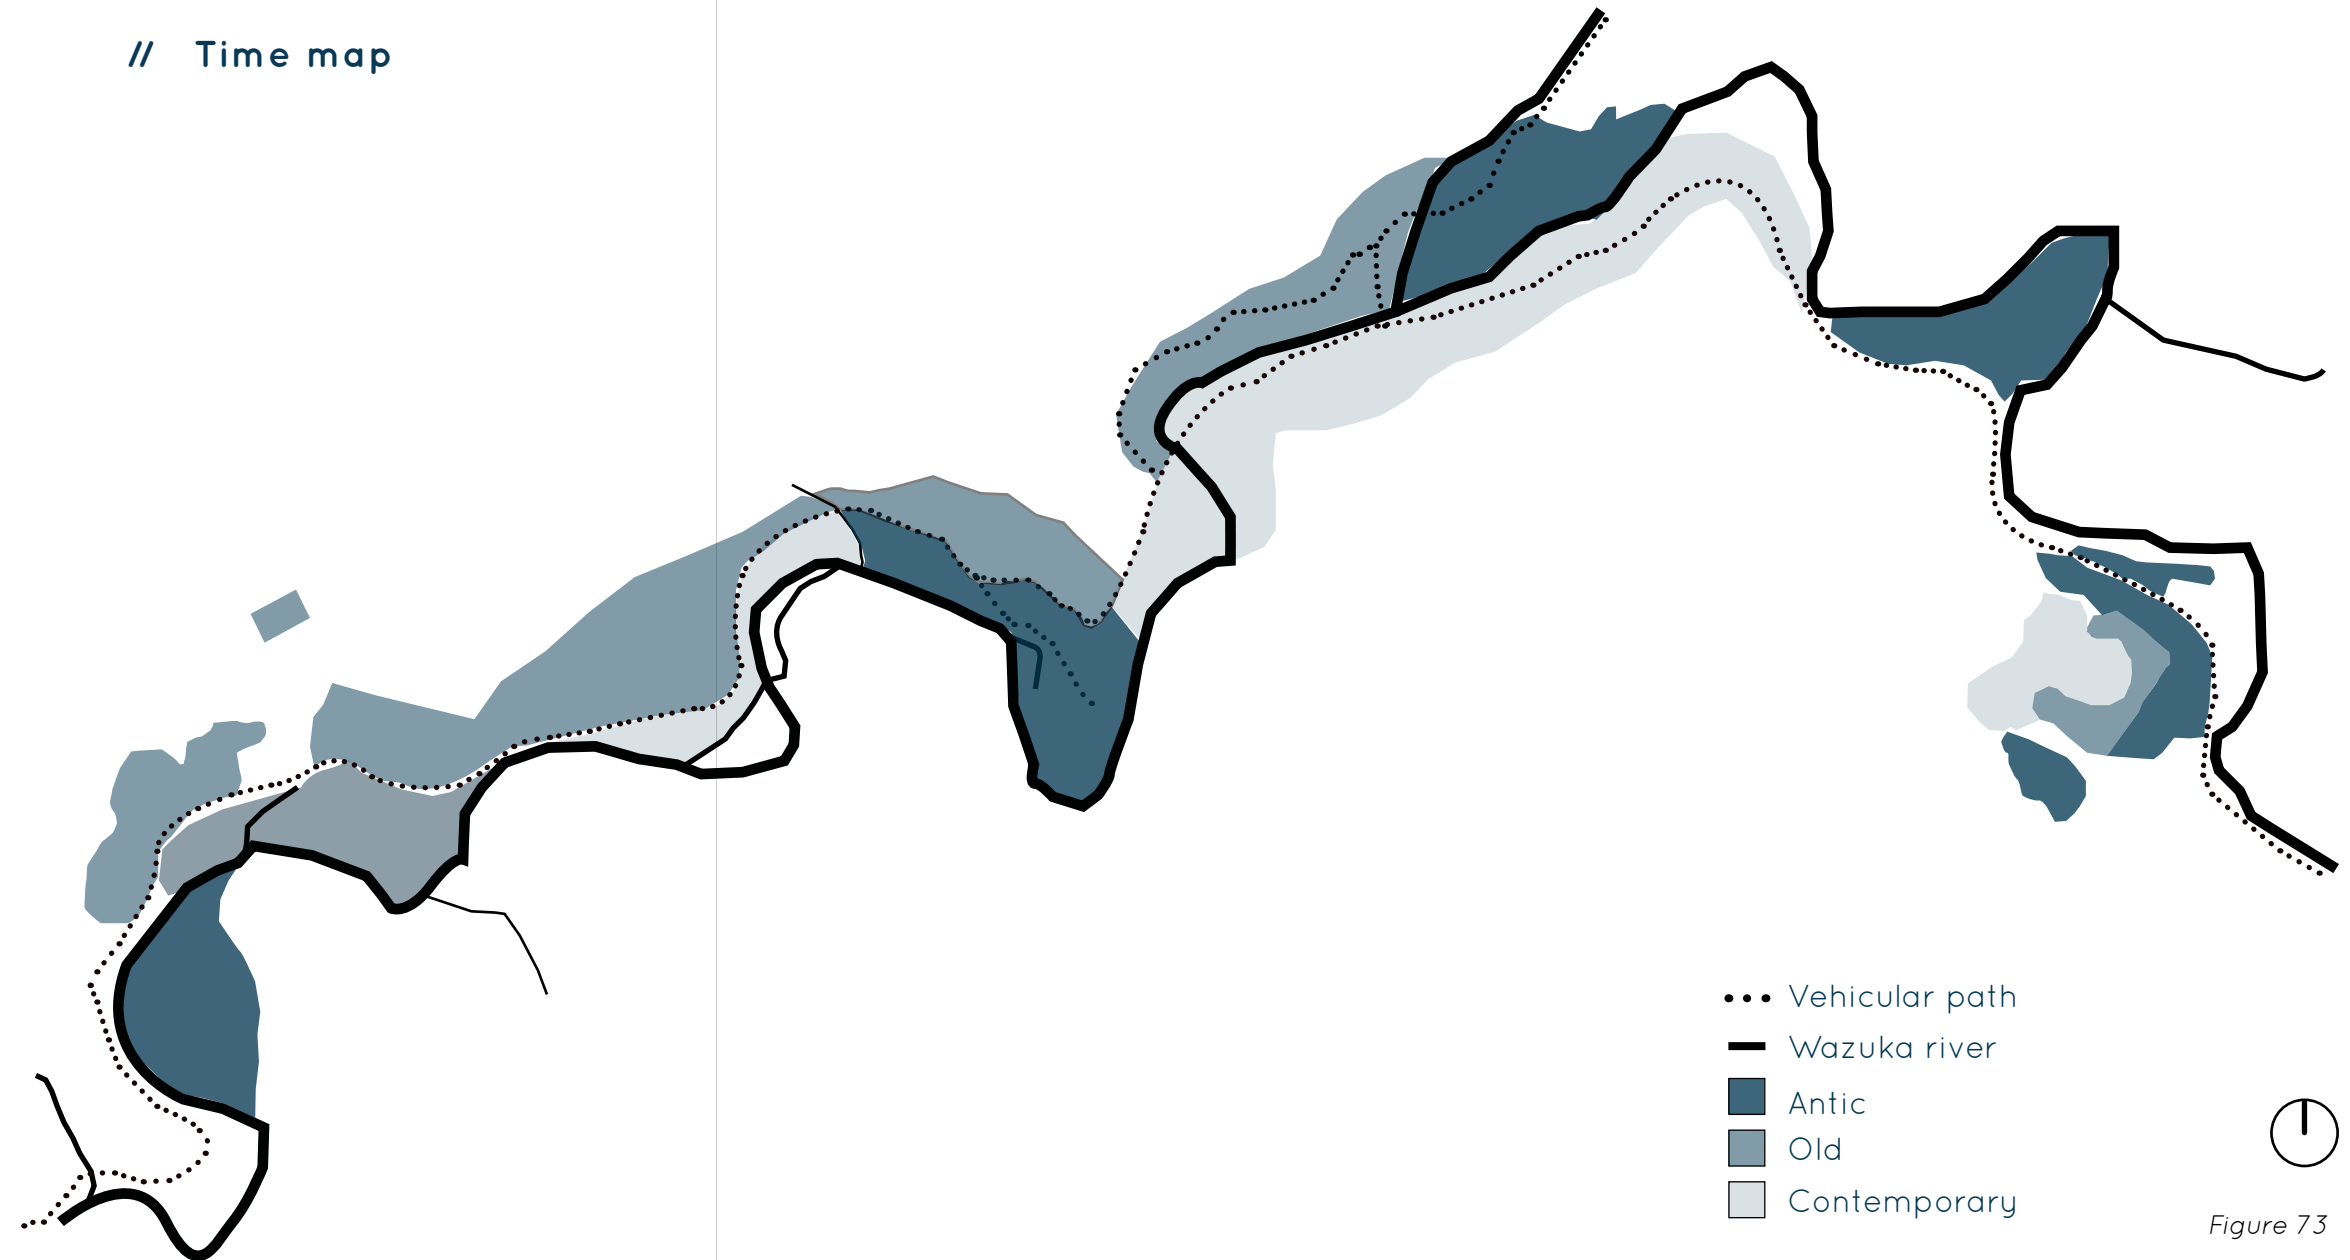 // Time map
Vehicular path
Wazuka river
Antic
Old
Contemporary
Figure 73